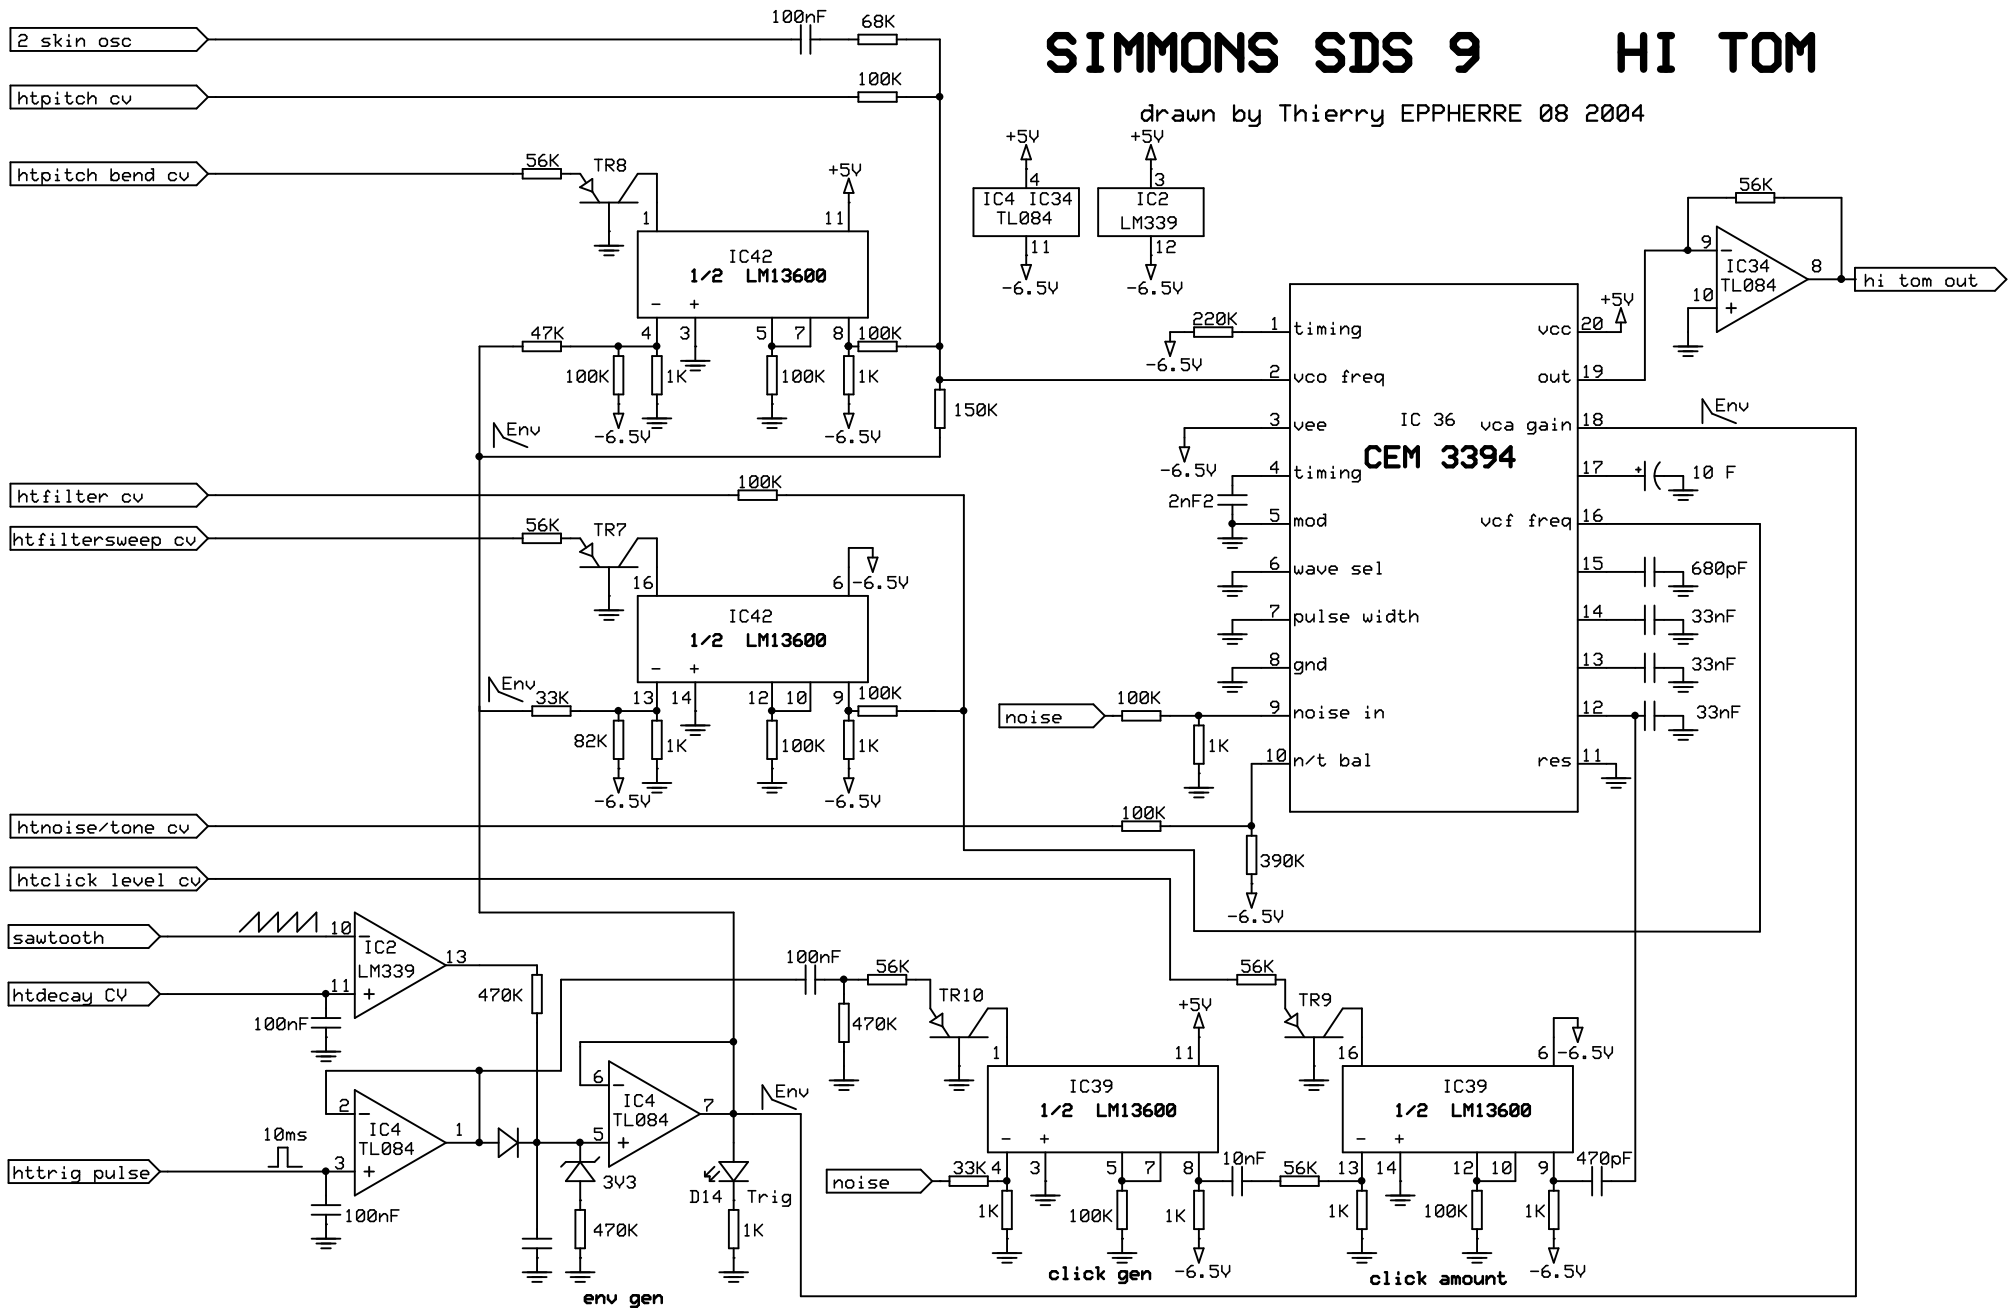 SIMMONS SDS 9 HI TOM
drawn by Thierry EPPHERRE 08 2004
2 skin osc
100nF
68K
htpitch cv
100K
htpitch bend cv
56K
TR8
+5V
1
11
IC42
1/2 LM13600
- +
4
3
5
7
8
47K
100K
1K
100K
1K
100K
-6.5V
-6.5V
150K
Env
+5V
4
IC4 IC34
TL084
11
-6.5V
+5V
3
IC2
LM339
12
-6.5V
htfilter cv
100K
htfiltersweep cv
56K
TR7
16
6
-6.5V
IC42
1/2 LM13600
- +
13
14
12
10
9
Env
33K
82K
1K
100K
1K
100K
-6.5V
-6.5V
220K
-6.5V
1 timing
2 vco freq
3 vee
-6.5V
4 timing
2nF2
5 mod
6 wave sel
7 pulse width
8 gnd
9 noise in
10 n/t bal
IC 36
CEM 3394
vcc 20
+5V
out 19
vca gain 18
Env
17
+
10 F
vcf freq 16
15
680pF
14
33nF
13
33nF
12
33nF
res 11
56K
9
-
IC34
TL084
10
+
8
hi tom out
noise
100K
1K
htnoise/tone cv
100K
390K
-6.5V
htclick level cv
sawtooth
10
-
IC2
LM339
13
htdecay CV
11
+
100nF
470K
2
-
IC4
TL084
1
10ms
httrig pulse
3
+
100nF
6
-
IC4
TL084
7
5
+
3V3
470K
Env
D14 Trig
1K
env gen
100nF
56K
470K
TR10
+5V
1
11
IC39
1/2 LM13600
- +
noise
33K
4
3
5
7
8
1K
100K
1K
-6.5V
click gen
10nF
56K
56K
TR9
16
6
-6.5V
IC39
1/2 LM13600
- +
13
14
12
10
9
470pF
1K
100K
1K
-6.5V
click amount